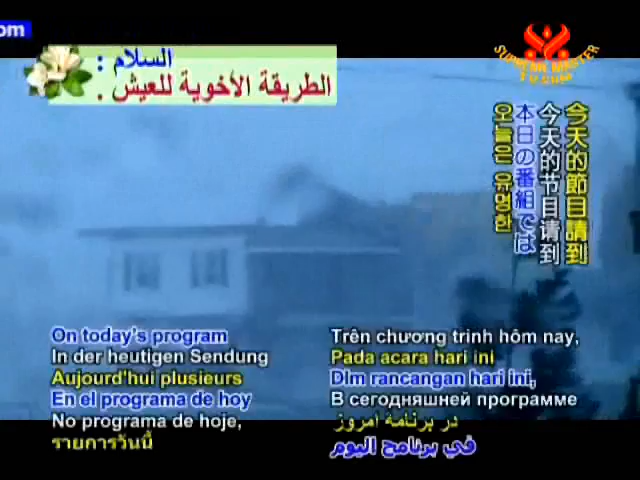 om
السلام :
الطريقة الأخوية للعيش .
SUPREME MASTER
TV.COM
今天的節目請到
今天的节目请到
本日の番組では
오늘은 유명한
On today's program
In der heutigen Sendung
Aujourd'hui plusieurs
En el programa de hoy
No programa de hoje,
รายการวันนี้
Trên chương trình hôm nay,
Pada acara hari ini
Dlm rancangan hari ini,
В сегодняшней программе
در برنامه امروز
في برنامج اليوم